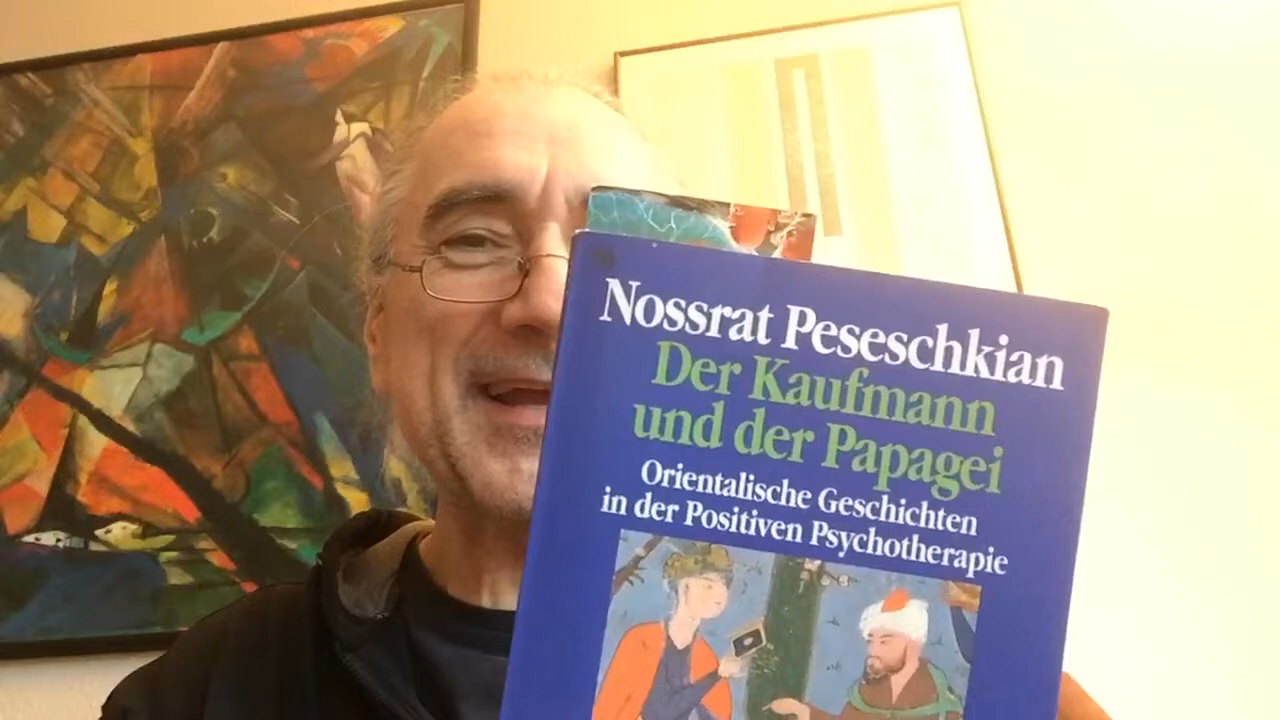 Nossrat Peseschkian
Der Kaufmann
und der Papagei
Orientalische Geschichten
in der Positiven Psychotherapie